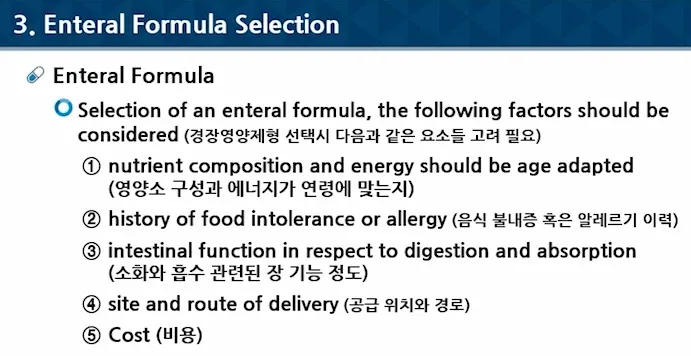 3. Enteral Formula Selection
Enteral Formula
Selection of an enteral formula, the following factors should be
considered (경장영양제형 선택시 다음과 같은 요소들 고려 필요)
① nutrient composition and energy should be age adapted
(영양소 구성과 에너지가 연령에 맞는지)
② history of food intolerance or allergy (음식 불내증 혹은 알레르기 이력)
③ intestinal function in respect to digestion and absorption
(소화와 흡수 관련된 장 기능 정도)
④ site and route of delivery (공급 위치와 경로)
⑤ Cost (비용)